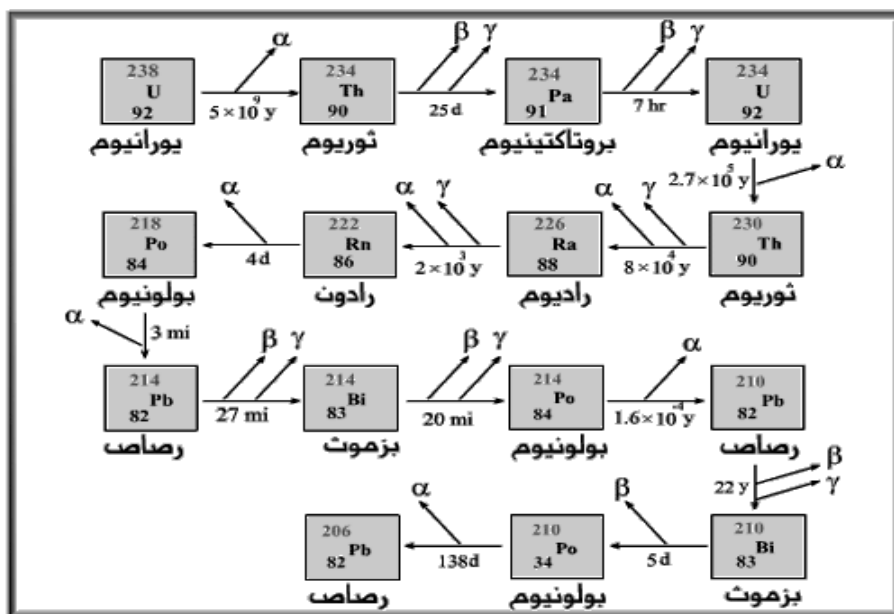 α β γ β γ
238 234 234 234
U Th Pa U
92 90 91 92
5×10⁹ y 25 d 7 hr
يورانيوم ثوريوم بروتاكتينيوم يورانيوم
2.7×10⁵ y α
α α γ α γ
218 222 226 230
Po Rn Ra Th
84 86 88 90
4 d 2×10³ y 8×10⁴ y
بولونيوم رادون راديوم ثوريوم
α 3 mi
β γ β γ α
214 214 214 210
Pb Bi Po Pb
82 83 84 82
27 mi 20 mi 1.6×10⁻⁴ y
رصاص بزموث بولونيوم رصاص
22 y β
γ
α β
206 210 210
Pb Po Bi
82 34 83
138d 5 d
رصاص بولونيوم بزموث